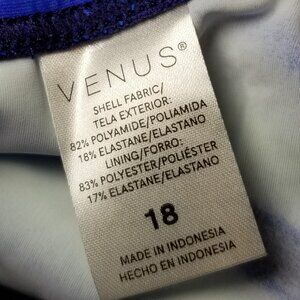 VENUS®
SHELL FABRIC/
TELA EXTERIOR:
82% POLYAMIDE/POLIAMIDA
18% ELASTANE/ELASTANO
LINING/FORRO:
83% POLYESTER/POLIÉSTER
17% ELASTANE/ELASTANO
18
MADE IN INDONESIA
HECHO EN INDONESIA